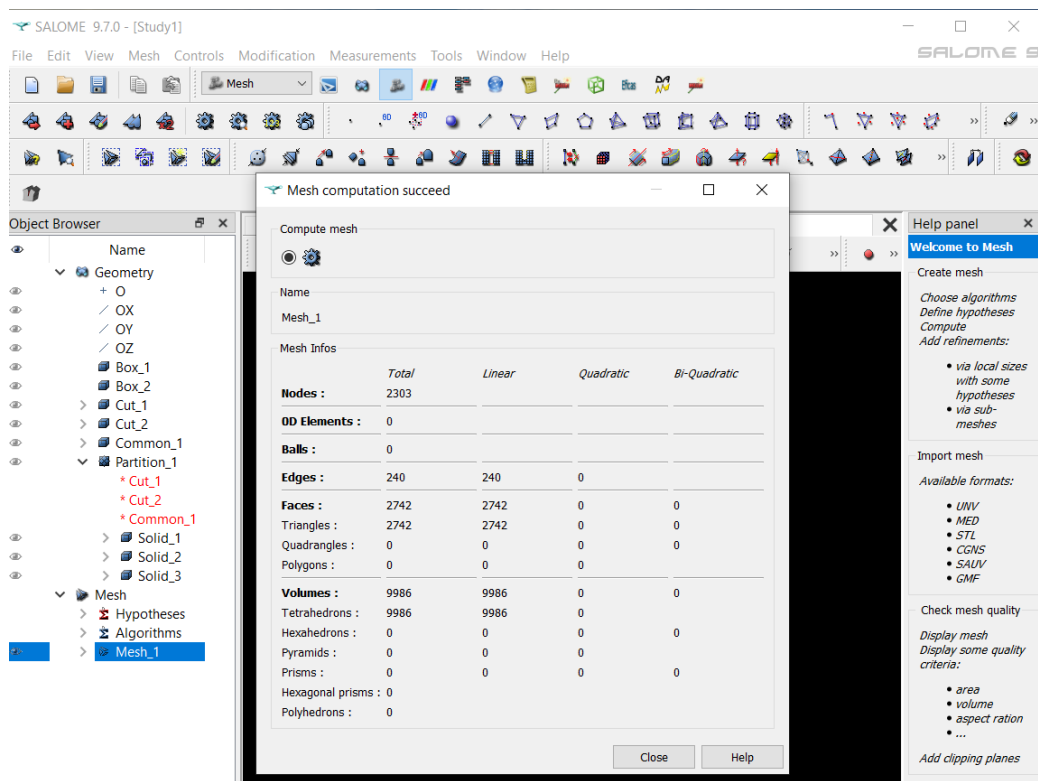 SALOME 9.7.0 - [Study1]
File Edit View Mesh Controls Modification Measurements Tools Window Help
SALOME 9
Mesh
Mesh computation succeed
Object Browser
Name
Geometry
O
OX
OY
OZ
Box_1
Box_2
Cut_1
Cut_2
Common_1
Partition_1
* Cut_1
* Cut_2
* Common_1
Solid_1
Solid_2
Solid_3
Mesh
Hypotheses
Algorithms
Mesh_1
Compute mesh
Name
Mesh_1
Mesh Infos
Total Linear Quadratic Bi-Quadratic
Nodes : 2303
0D Elements : 0
Balls : 0
Edges : 240 240 0
Faces : 2742 2742 0 0
Triangles : 2742 2742 0 0
Quadrangles : 0 0 0 0
Polygons : 0 0 0
Volumes : 9986 9986 0 0
Tetrahedrons : 9986 9986 0
Hexahedrons : 0 0 0 0
Pyramids : 0 0 0
Prisms : 0 0 0 0
Hexagonal prisms : 0
Polyhedrons : 0
Close Help
Help panel
Welcome to Mesh
Create mesh
Choose algorithms
Define hypotheses
Compute
Add refinements:
• via local sizes
with some
hypotheses
• via sub-
meshes
Import mesh
Available formats:
• UNV
• MED
• STL
• CGNS
• SAUV
• GMF
Check mesh quality
Display mesh
Display some quality
criteria:
• area
• volume
• aspect ration
• ...
Add clipping planes